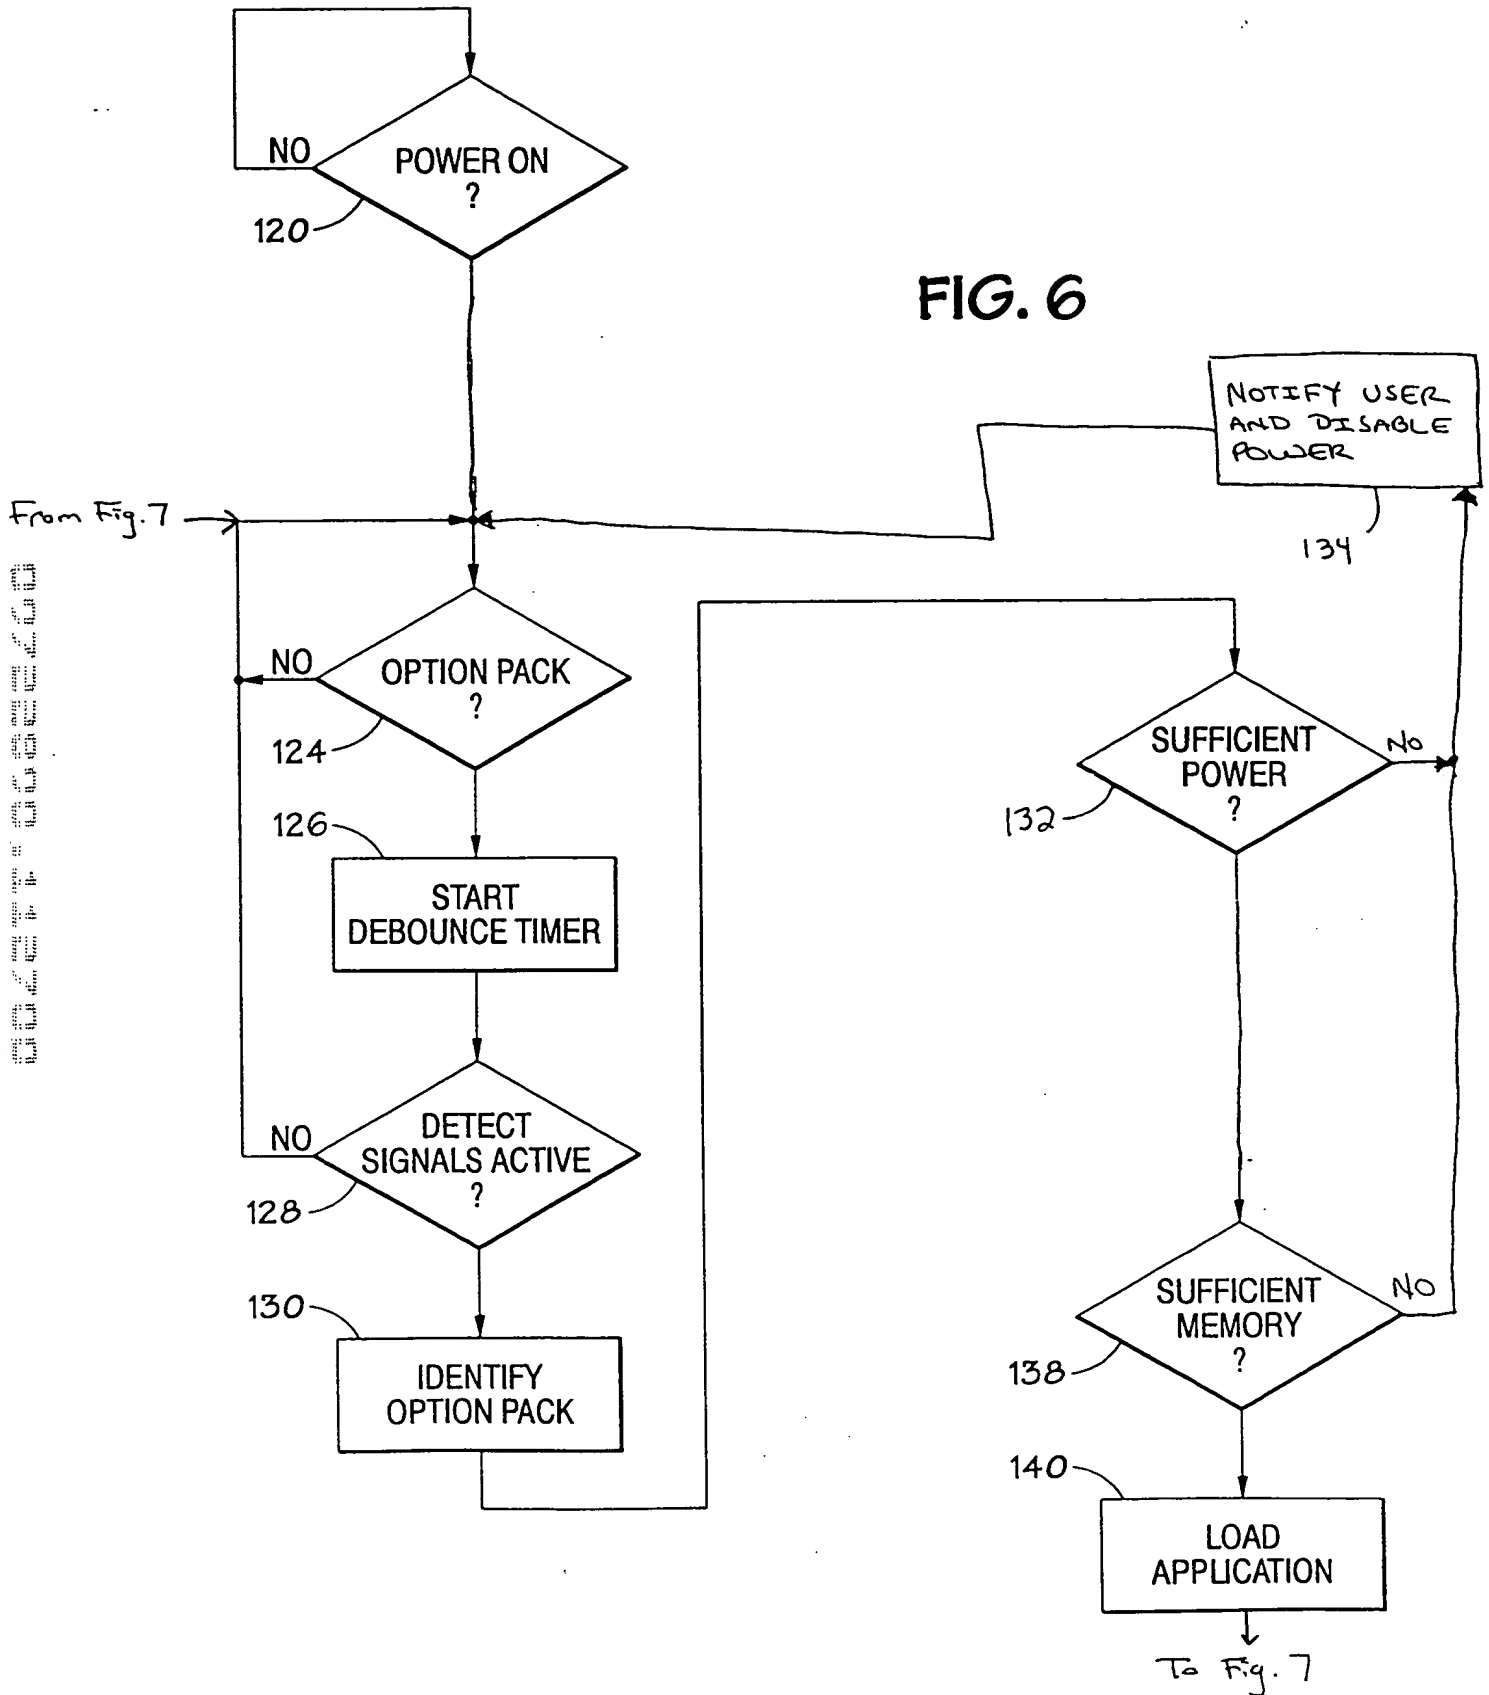 NO
POWER ON
?
120
FIG. 6
NOTIFY USER
AND DISABLE
POWER
134
From Fig. 7
NO
OPTION PACK
?
124
126
START
DEBOUNCE TIMER
NO
DETECT
SIGNALS ACTIVE
?
128
130
IDENTIFY
OPTION PACK
SUFFICIENT
POWER
?
No
132
SUFFICIENT
MEMORY
?
NO
138
140
LOAD
APPLICATION
To Fig. 7